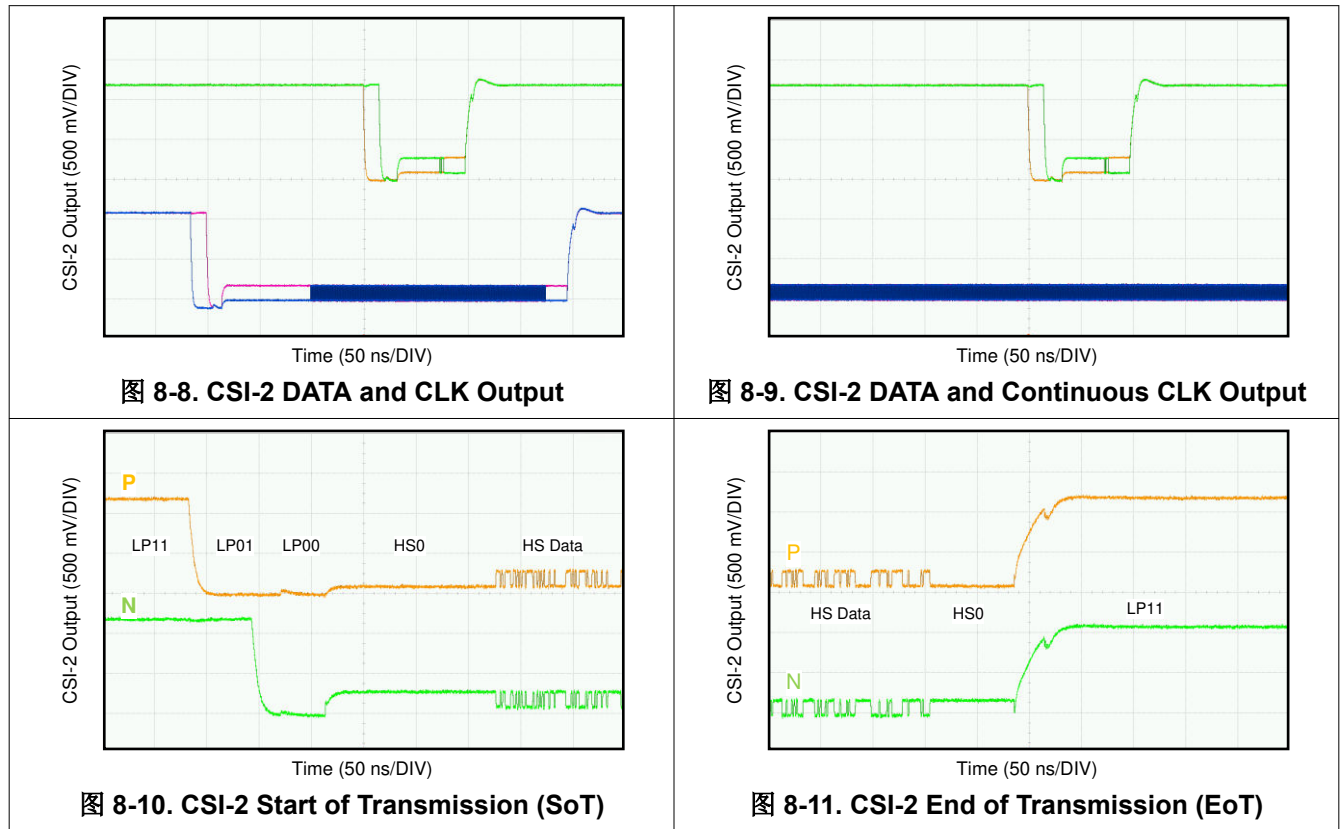 CSI-2 Output (500 mV/DIV)
Time (50 ns/DIV)
图 8-8. CSI-2 DATA and CLK Output
CSI-2 Output (500 mV/DIV)
Time (50 ns/DIV)
图 8-9. CSI-2 DATA and Continuous CLK Output
CSI-2 Output (500 mV/DIV)
P
LP11 LP01 LP00 HS0 HS Data
N
Time (50 ns/DIV)
图 8-10. CSI-2 Start of Transmission (SoT)
CSI-2 Output (500 mV/DIV)
P
HS Data HS0 LP11
N
Time (50 ns/DIV)
图 8-11. CSI-2 End of Transmission (EoT)